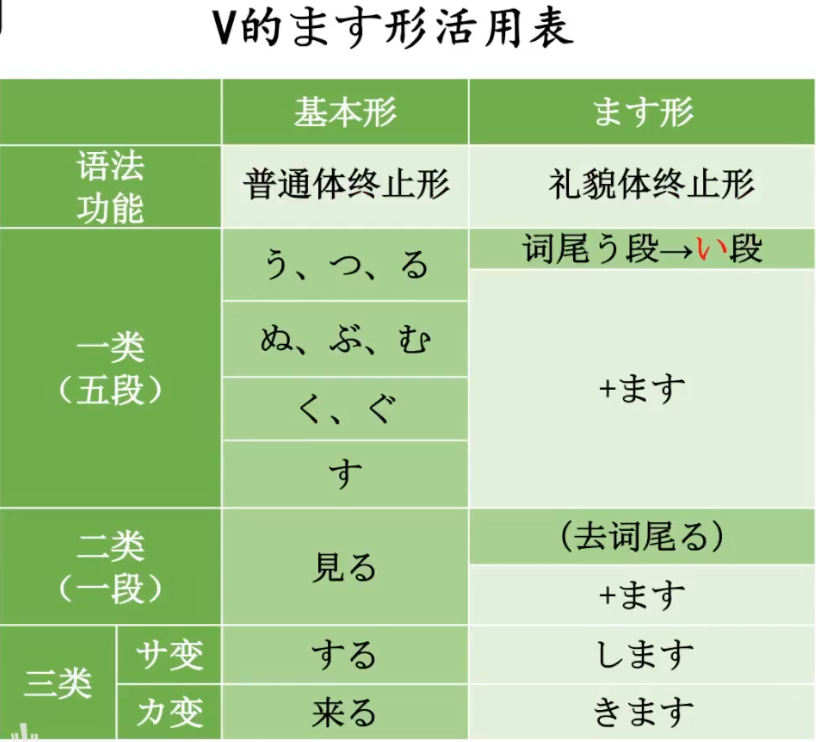 V的ます形活用表
基本形
ます形
语法
功能
普通体终止形
礼貌体终止形
一类
（五段）
う、つ、る
ぬ、ぶ、む
く、ぐ
す
词尾う段→い段
+ます
二类
（一段）
見る
（去词尾る）
+ます
三类
サ变
する
します
カ变
来る
きます